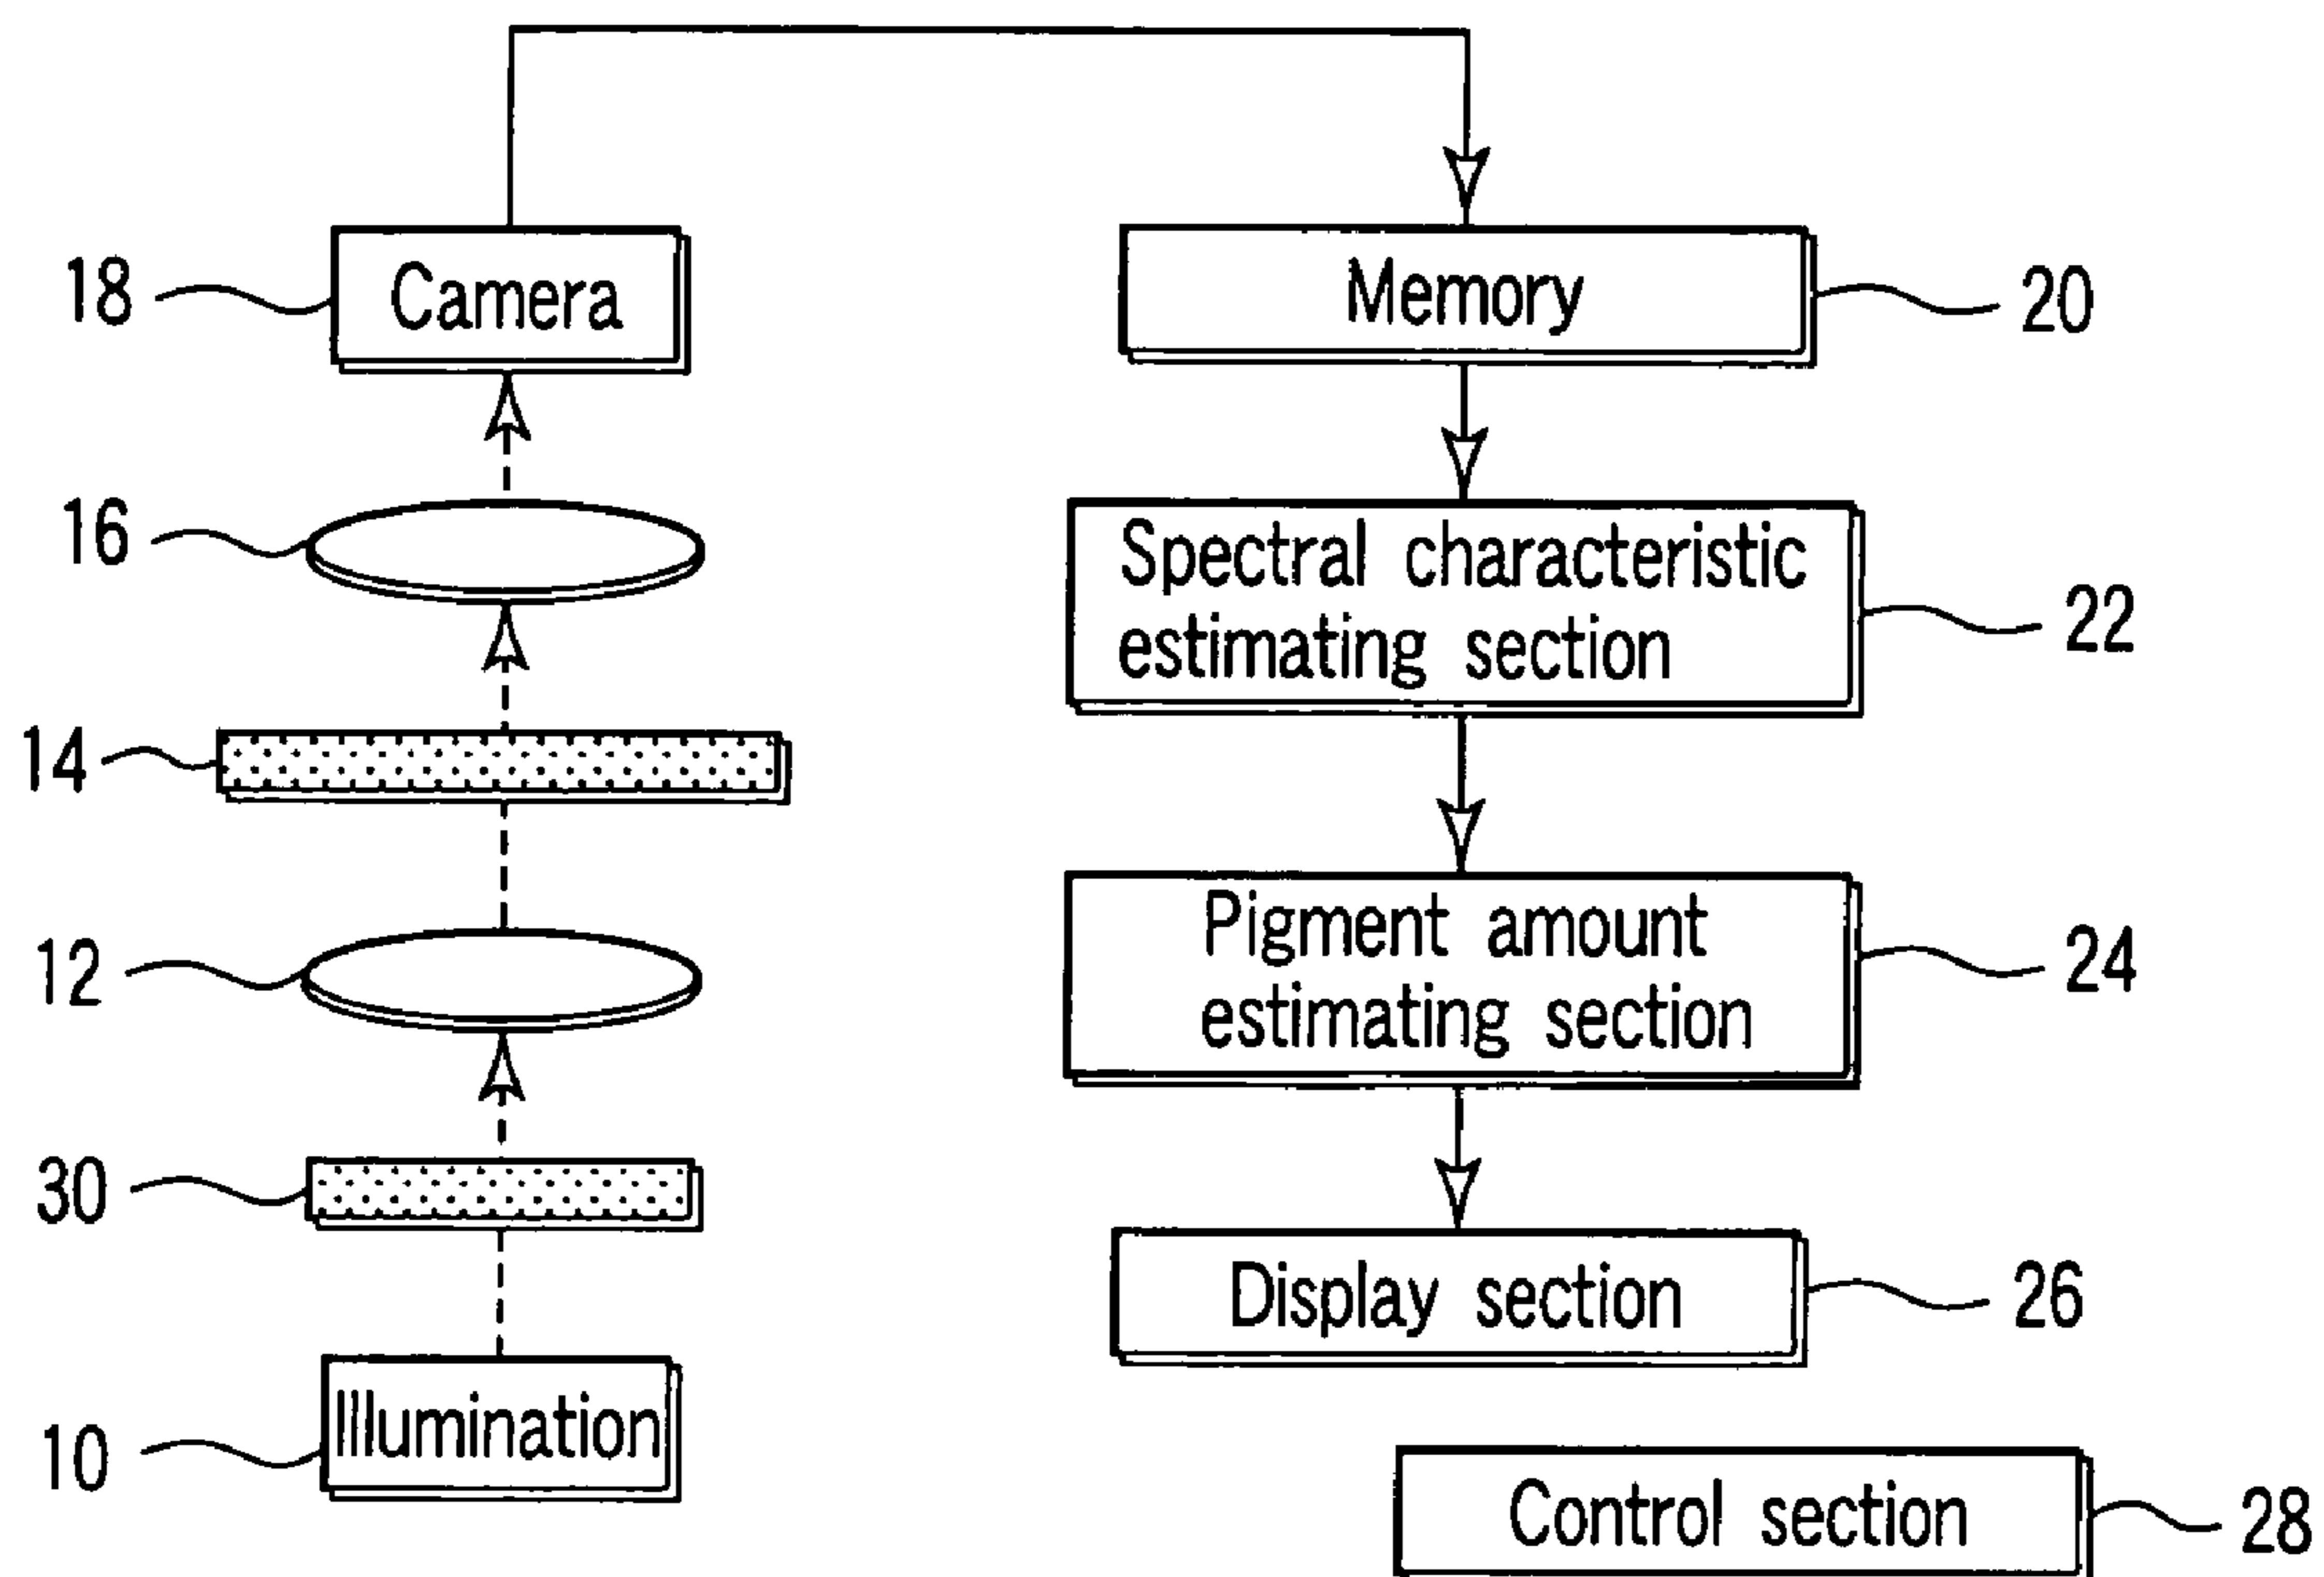 18
Camera
Memory
20
16
Spectral characteristic
estimating section
22
14
12
Pigment amount
estimating section
24
30
Display section
26
10
Illumination
Control section
28